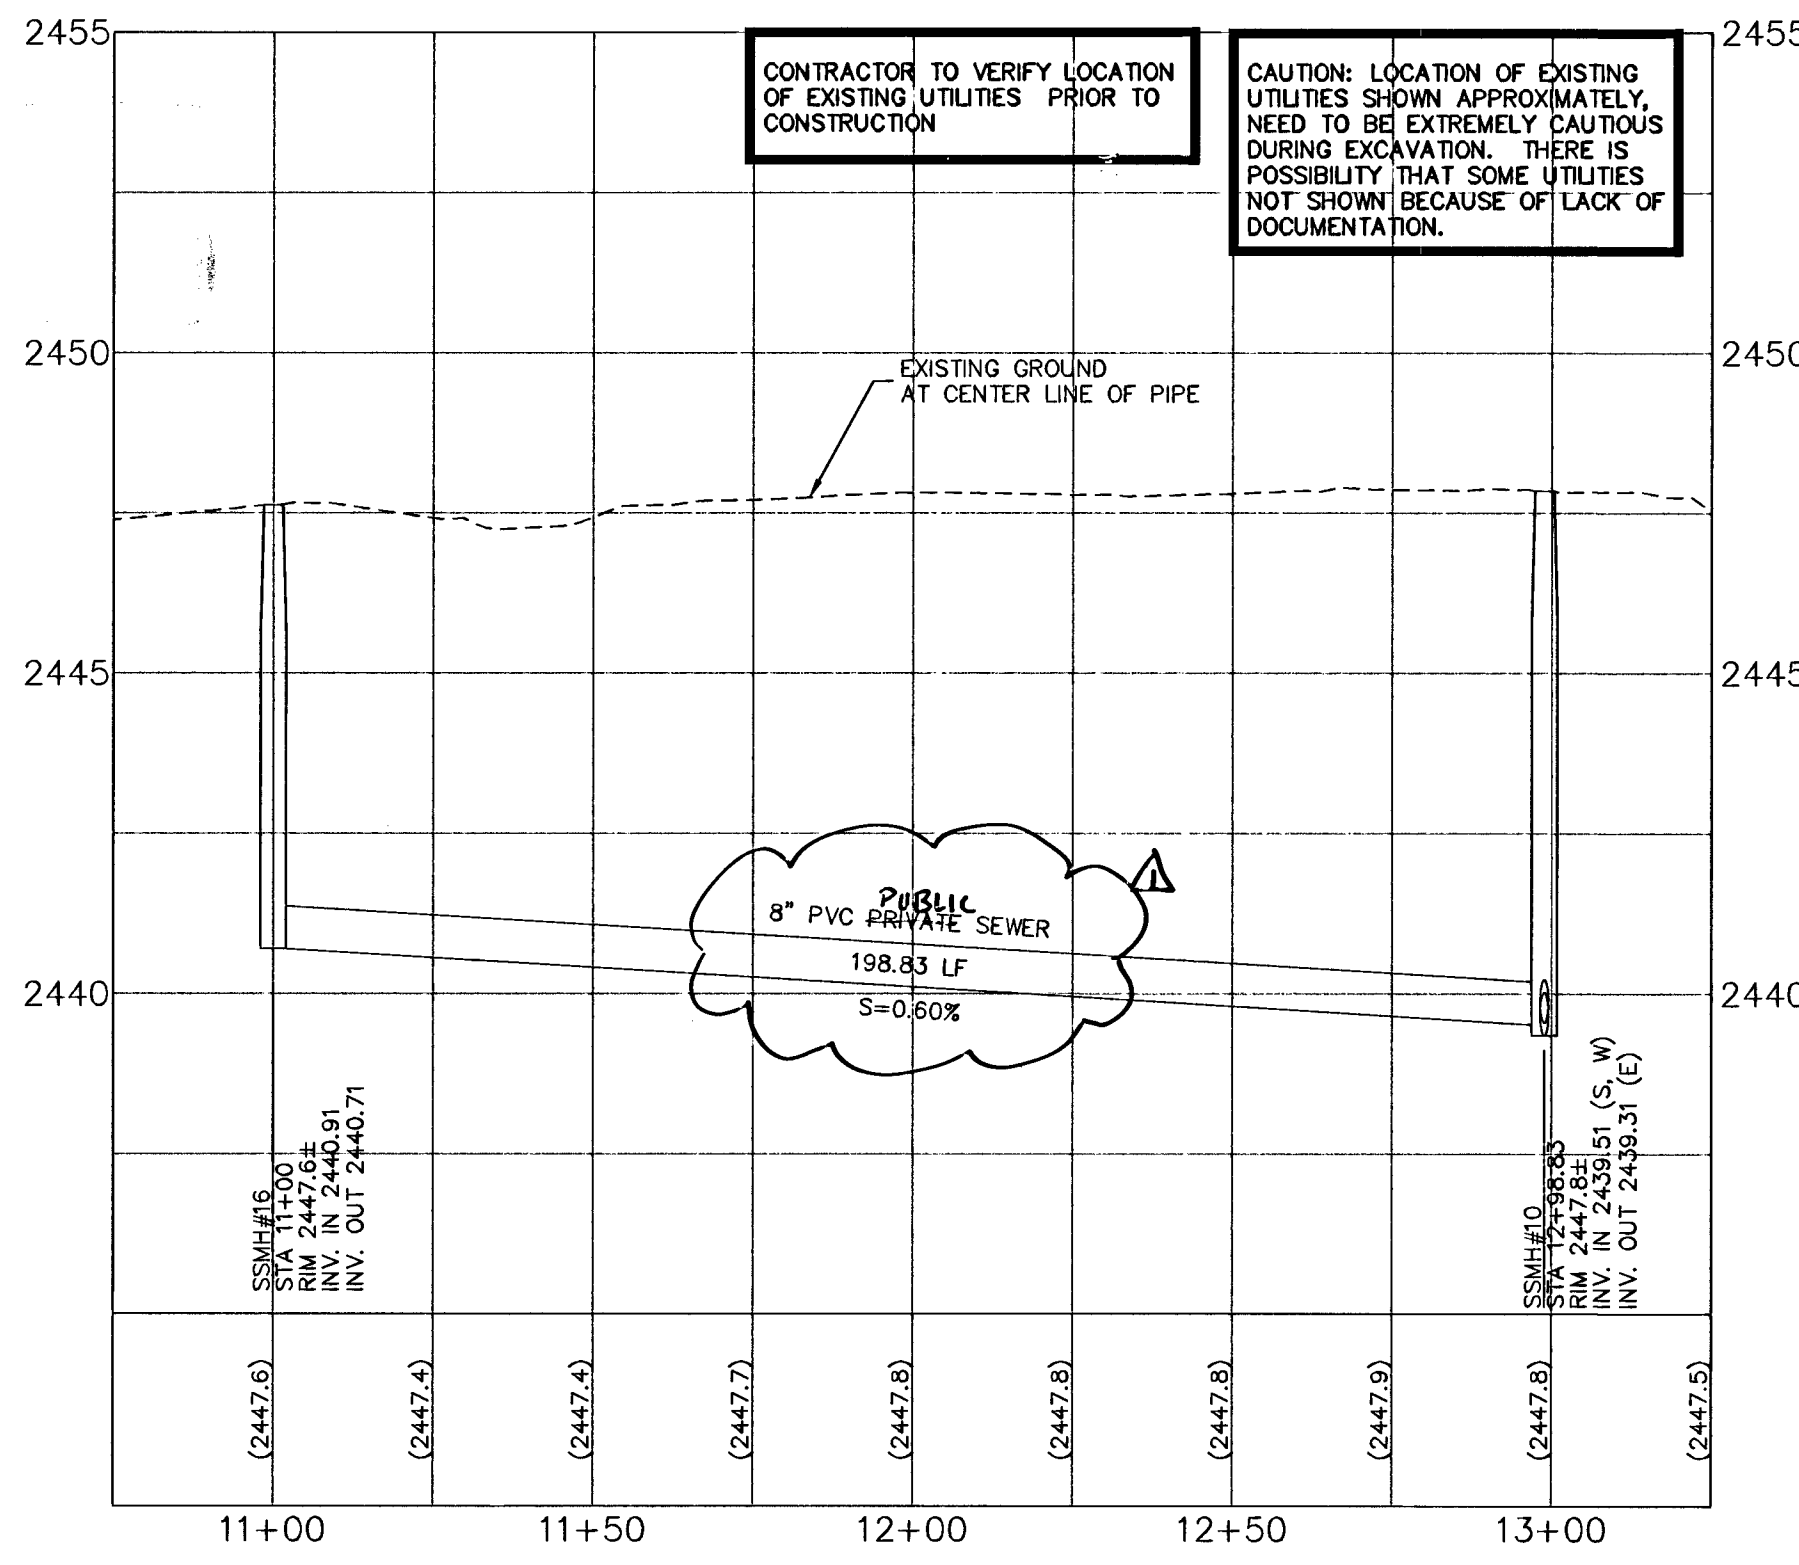 2455
2455
CONTRACTOR TO VERIFY LOCATION
OF EXISTING UTILITIES PRIOR TO
CONSTRUCTION
CAUTION: LOCATION OF EXISTING
UTILITIES SHOWN APPROXIMATELY,
NEED TO BE EXTREMELY CAUTIOUS
DURING EXCAVATION. THERE IS
POSSIBILITY THAT SOME UTILITIES
NOT SHOWN BECAUSE OF LACK OF
DOCUMENTATION.
2450
2450
EXISTING GROUND
AT CENTER LINE OF PIPE
2445
2445
1
PUBLIC
8" PVC PRIVATE SEWER
198.83 LF
S=0.60%
2440
2440
SSMH#16
STA 11+00
RIM 2447.6±
INV. IN 2440.91
INV. OUT 2440.71
SSMH#10
STA 12+98.83
RIM 2447.8±
INV. IN 2439.51 (S, W)
INV. OUT 2439.31 (E)
(2447.6)
(2447.4)
(2447.4)
(2447.7)
(2447.8)
(2447.8)
(2447.8)
(2447.9)
(2447.8)
(2447.5)
11+00
11+50
12+00
12+50
13+00